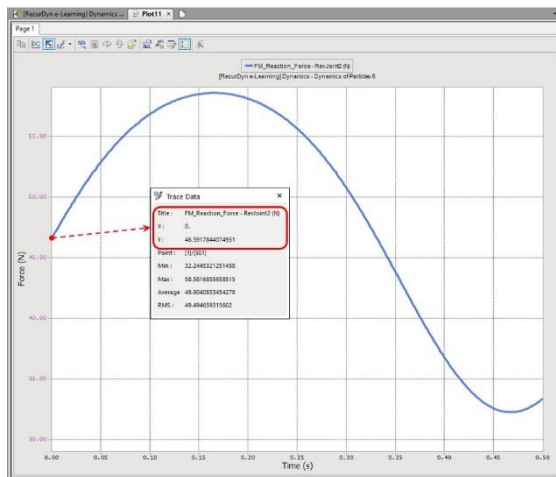 [RecurDyn e-Learning] Dynamics ...
Plot11
Page 1
FM_Reaction_Force - RevJoint2 (N)
[RecurDyn e-Learning] Dynamics - Dynamics of Particles 6
55.00
50.00
45.00
40.00
35.00
30.00
Force (N)
Trace Data
Title : FM_Reaction_Force - RevJoint2 (N)
X : 0.
Y : 46.5917844074951
Point : [1]/[501]
Min : 32.2445321251458
Max : 58.5816855658515
Average : 48.6040833454276
RMS : 49.494659315602
0.00 0.05 0.10 0.15 0.20 0.25 0.30 0.35 0.40 0.45 0.50
Time (s)